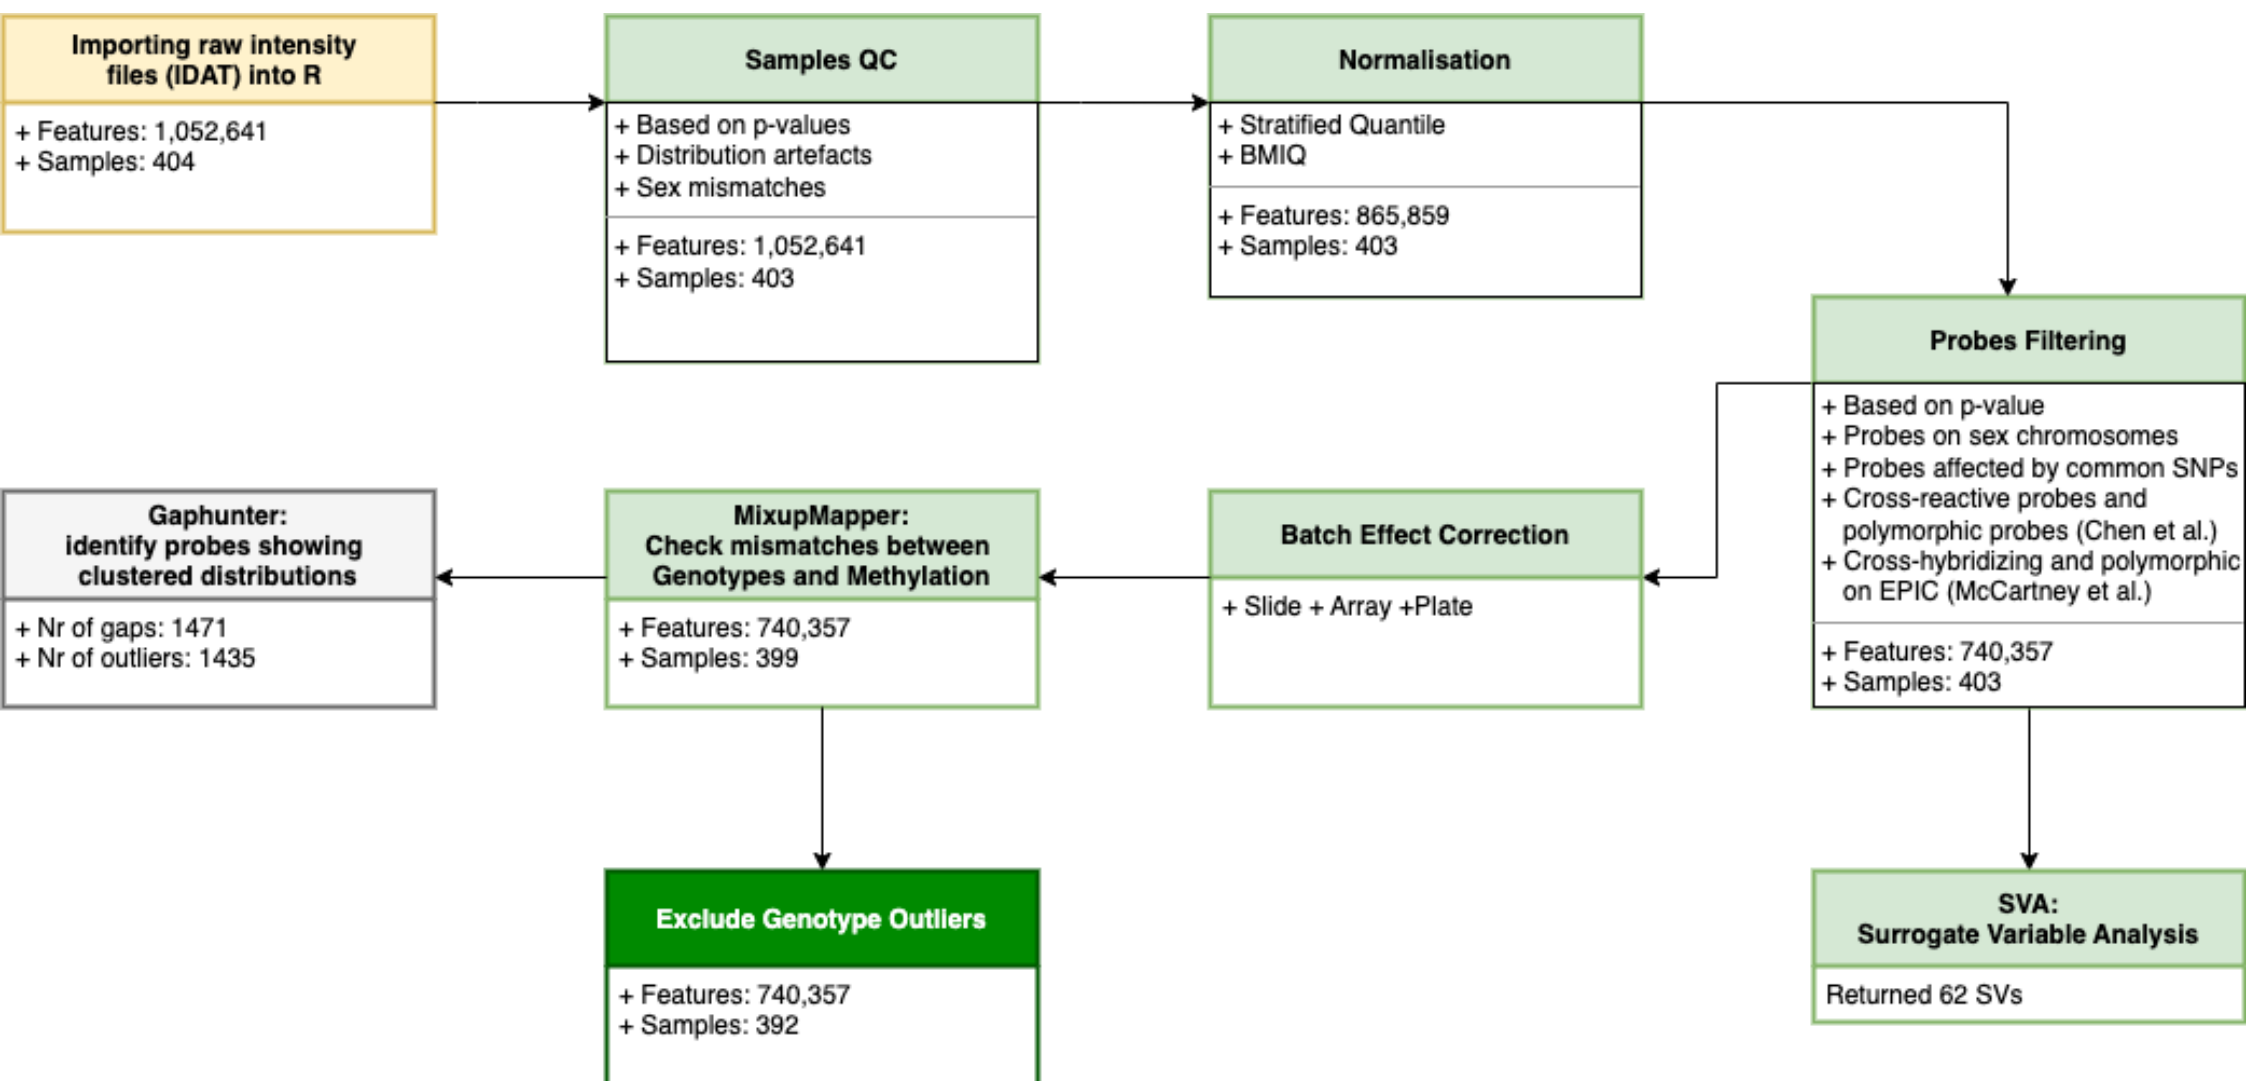 Importing raw intensity
files (IDAT) into R
+ Features: 1,052,641
+ Samples: 404
Samples QC
+ Based on p-values
+ Distribution artefacts
+ Sex mismatches
+ Features: 1,052,641
+ Samples: 403
Normalisation
+ Stratified Quantile
+ BMIQ
+ Features: 865,859
+ Samples: 403
Probes Filtering
+ Based on p-value
+ Probes on sex chromosomes
+ Probes affected by common SNPs
+ Cross-reactive probes and
polymorphic probes (Chen et al.)
+ Cross-hybridizing and polymorphic
on EPIC (McCartney et al.)
+ Features: 740,357
+ Samples: 403
Batch Effect Correction
+ Slide + Array +Plate
MixupMapper:
Check mismatches between
Genotypes and Methylation
+ Features: 740,357
+ Samples: 399
Gaphunter:
identify probes showing
clustered distributions
+ Nr of gaps: 1471
+ Nr of outliers: 1435
Exclude Genotype Outliers
+ Features: 740,357
+ Samples: 392
SVA:
Surrogate Variable Analysis
Returned 62 SVs